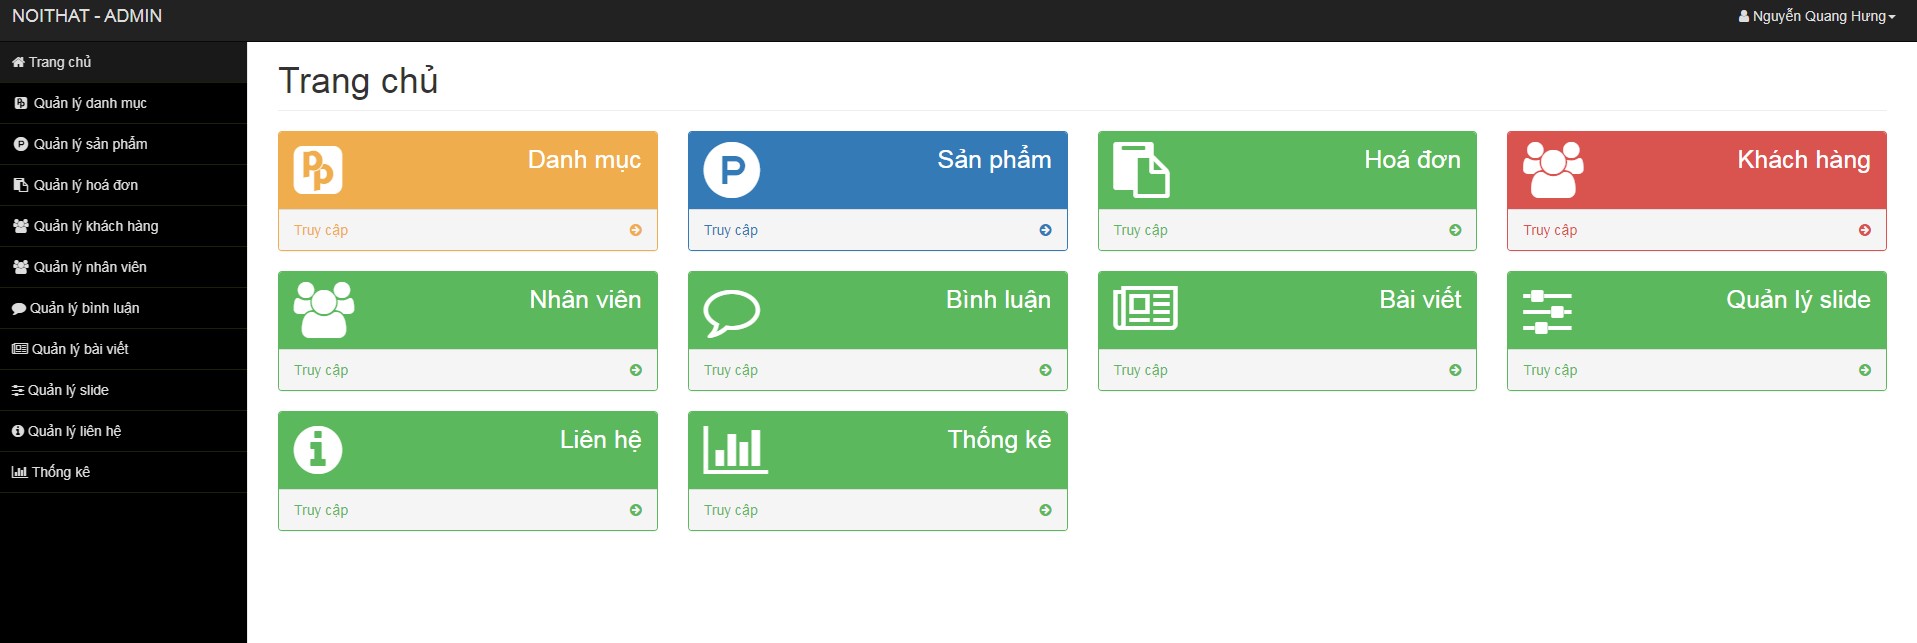 NOITHAT - ADMIN
Nguyễn Quang Hưng
Trang chủ
Quản lý danh mục
Quản lý sản phẩm
Quản lý hoá đơn
Quản lý khách hàng
Quản lý nhân viên
Quản lý bình luận
Quản lý bài viết
Quản lý slide
Quản lý liên hệ
Thống kê
Trang chủ
Danh mục
Truy cập
Sản phẩm
Truy cập
Hoá đơn
Truy cập
Khách hàng
Truy cập
Nhân viên
Truy cập
Bình luận
Truy cập
Bài viết
Truy cập
Quản lý slide
Truy cập
Liên hệ
Truy cập
Thống kê
Truy cập